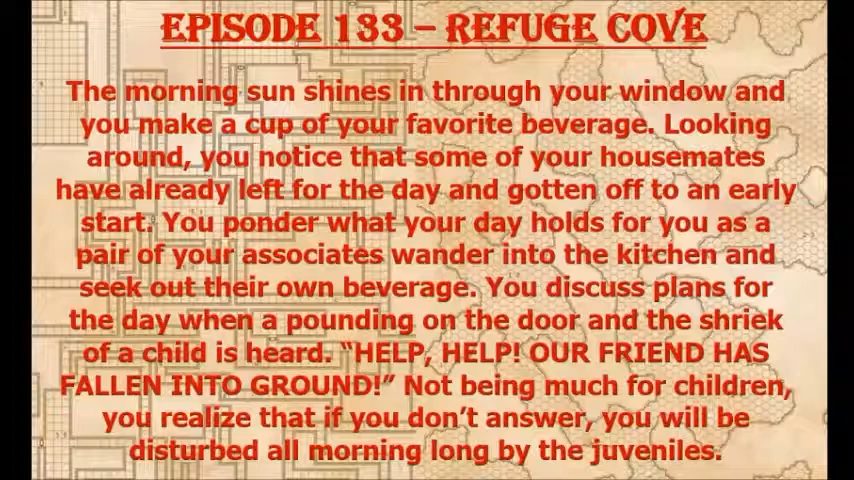 EPISODE 133 – REFUGE COVE
The morning sun shines in through your window and
you make a cup of your favorite beverage. Looking
around, you notice that some of your housemates
have already left for the day and gotten off to an early
start. You ponder what your day holds for you as a
pair of your associates wander into the kitchen and
seek out their own beverage. You discuss plans for
the day when a pounding on the door and the shriek
of a child is heard. “HELP, HELP! OUR FRIEND HAS
FALLEN INTO GROUND!” Not being much for children,
you realize that if you don’t answer, you will be
disturbed all morning long by the juveniles.